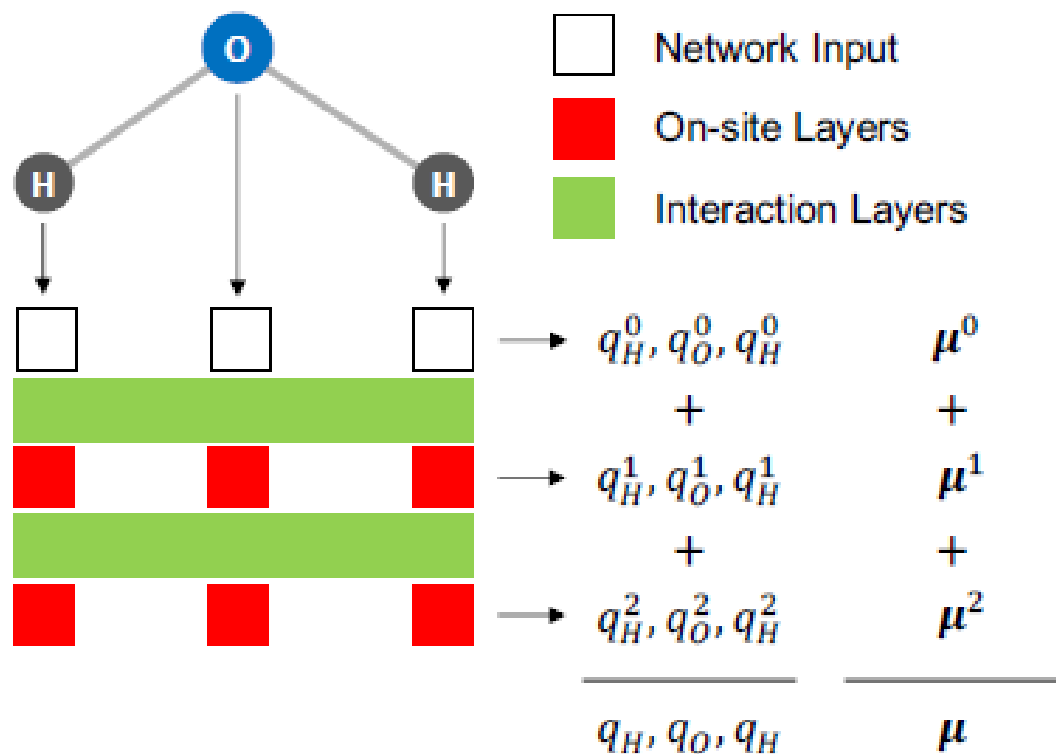 O
H H
Network Input
On-site Layers
Interaction Layers
q_H^0, q_O^0, q_H^0 μ^0
+ +
q_H^1, q_O^1, q_H^1 μ^1
+ +
q_H^2, q_O^2, q_H^2 μ^2
q_H, q_O, q_H μ